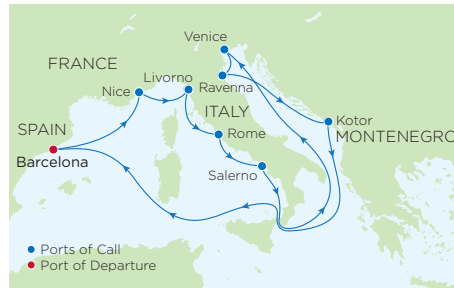 Venice
FRANCE
Livorno
Nice
Ravenna
ITALY
Kotor
SPAIN
Rome
MONTENEGRO
Barcelona
Salerno
Ports of Call
Port of Departure